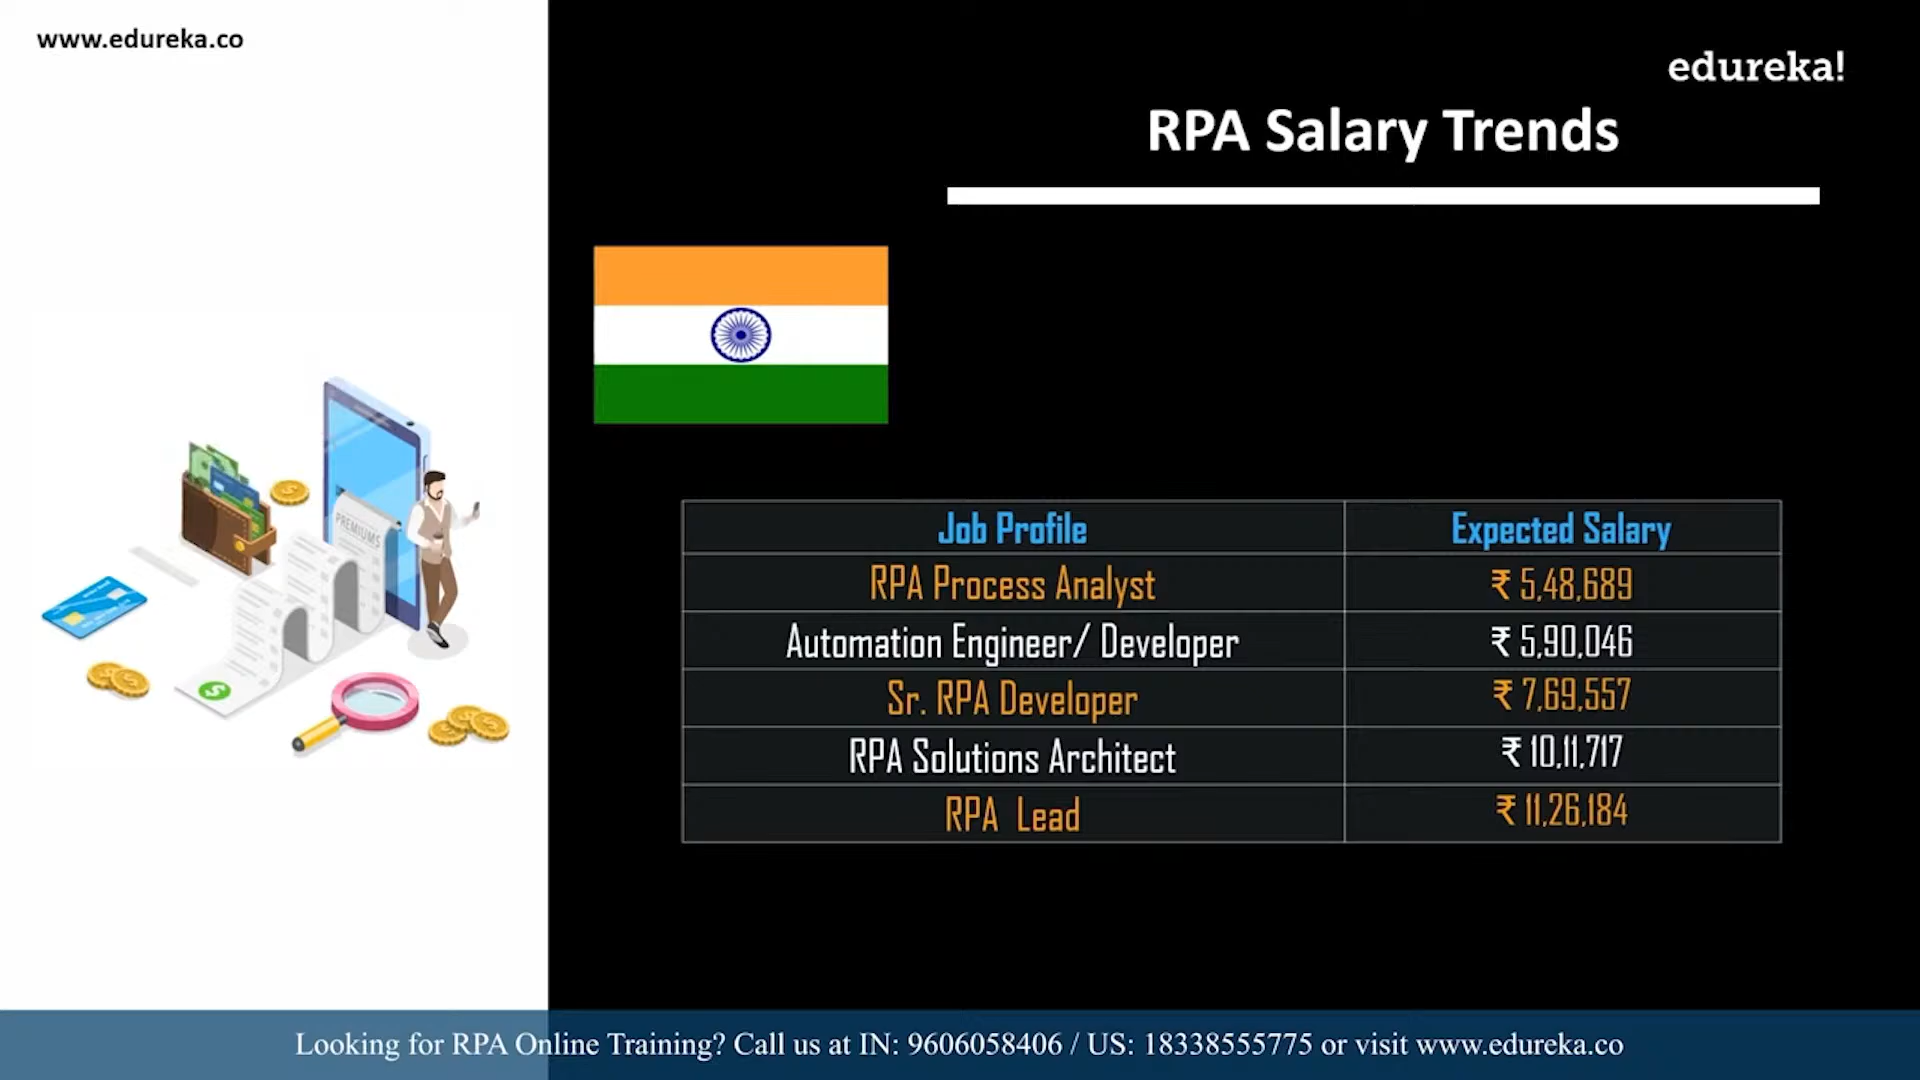 www.edureka.co
edureka!
RPA Salary Trends
PREMIUMS
Job Profile Expected Salary
RPA Process Analyst ₹ 5,48,689
Automation Engineer/ Developer ₹ 5,90,046
Sr. RPA Developer ₹ 7,69,557
RPA Solutions Architect ₹ 10,11,717
RPA Lead ₹ 11,26,184
Looking for RPA Online Training? Call us at IN: 9606058406 / US: 18338555775 or visit www.edureka.co